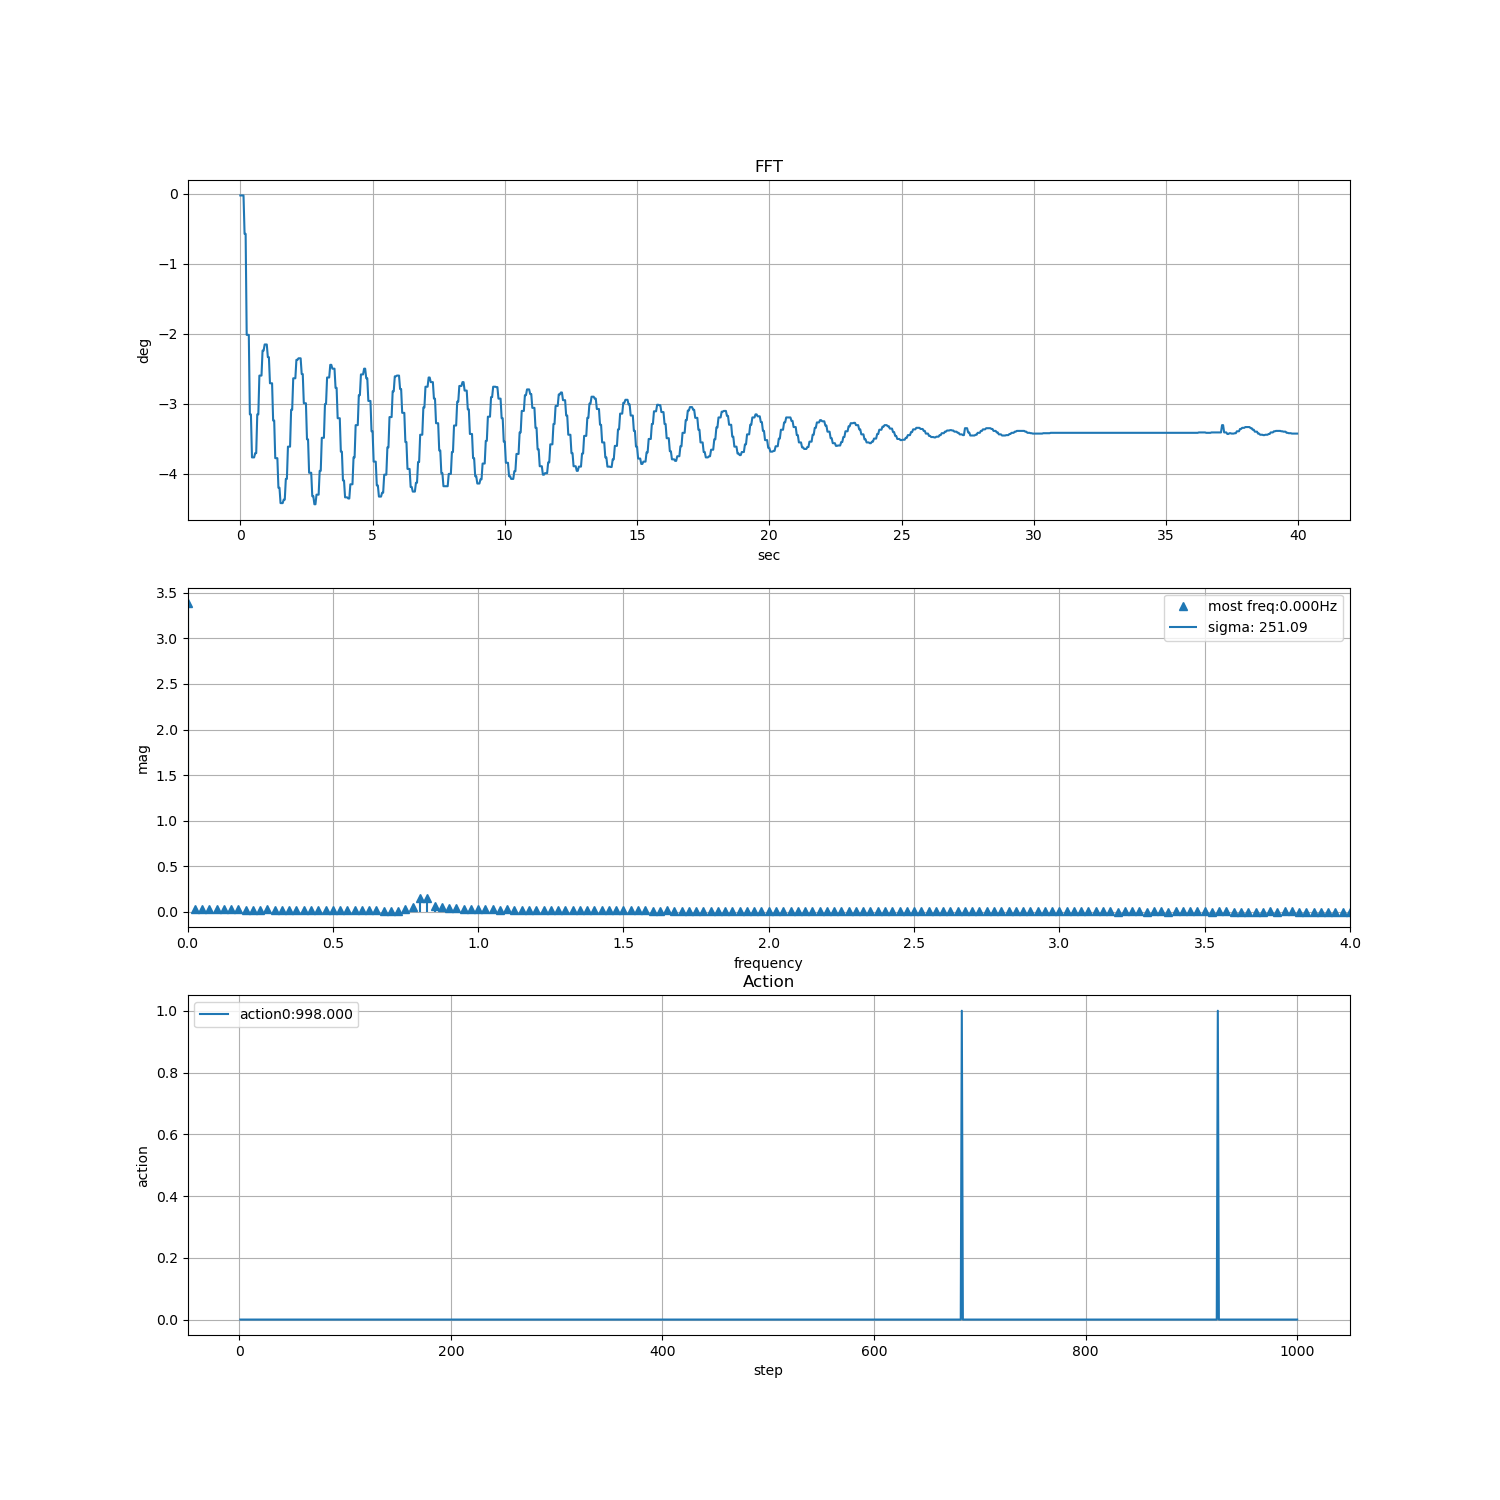 FFT
0
−1
−2
−3
−4
deg
0 5 10 15 20 25 30 35 40
sec
3.5
3.0
2.5
2.0
1.5
1.0
0.5
0.0
mag
most freq:0.000Hz
sigma: 251.09
0.0 0.5 1.0 1.5 2.0 2.5 3.0 3.5 4.0
frequency
Action
1.0
0.8
0.6
0.4
0.2
0.0
action
action0:998.000
0 200 400 600 800 1000
step